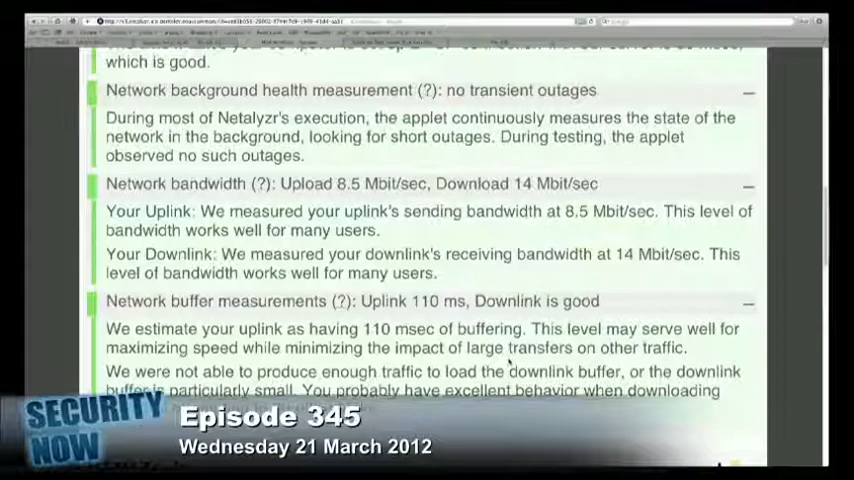 which is good.
Network background health measurement (?): no transient outages
During most of Netalyzr's execution, the applet continuously measures the state of the
network in the background, looking for short outages. During testing, the applet
observed no such outages.
Network bandwidth (?): Upload 8.5 Mbit/sec, Download 14 Mbit/sec
Your Uplink: We measured your uplink's sending bandwidth at 8.5 Mbit/sec. This level of
bandwidth works well for many users.
Your Downlink: We measured your downlink's receiving bandwidth at 14 Mbit/sec. This
level of bandwidth works well for many users.
Network buffer measurements (?): Uplink 110 ms, Downlink is good
We estimate your uplink as having 110 msec of buffering. This level may serve well for
maximizing speed while minimizing the impact of large transfers on other traffic.
We were not able to produce enough traffic to load the downlink buffer, or the downlink
buffer is particularly small. You probably have excellent behavior when downloading
SECURITY
NOW
Episode 345
Wednesday 21 March 2012